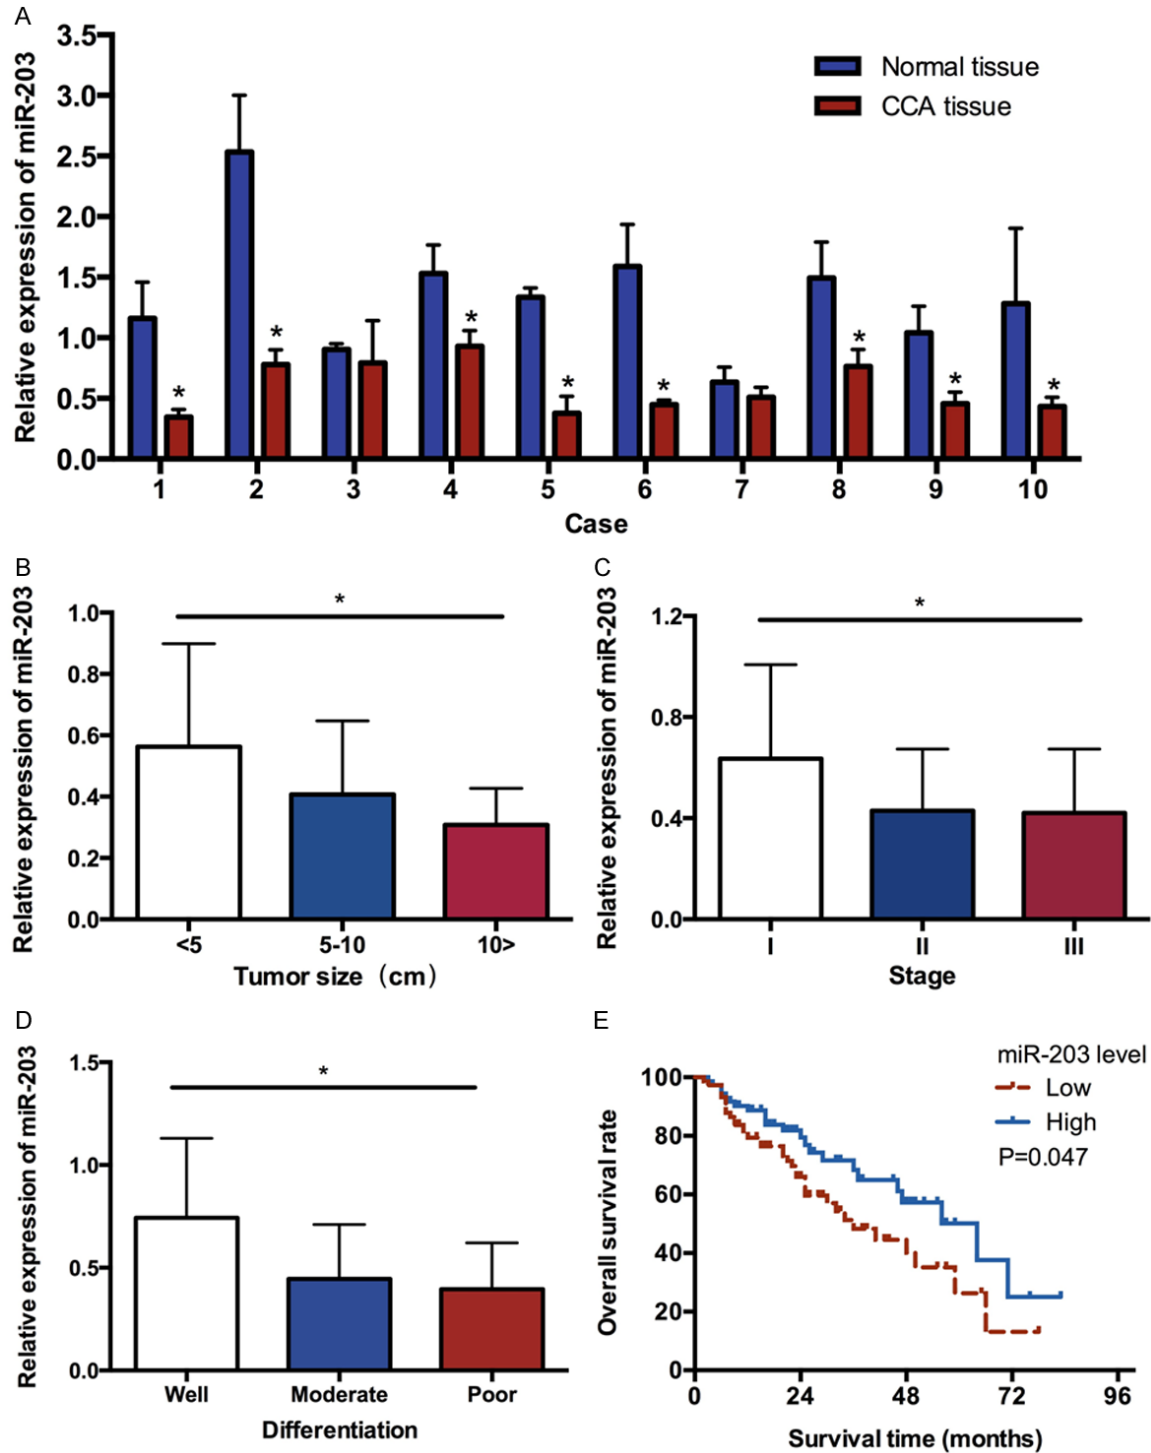 A
Relative expression of miR-203
3.5
3.0
2.5
2.0
1.5
1.0
0.5
0.0
Normal tissue
CCA tissue
* * * * * * * *
1 2 3 4 5 6 7 8 9 10
Case
B
Relative expression of miR-203
1.0
0.8
0.6
0.4
0.2
0.0
*
<5 5-10 10>
Tumor size（cm）
C
Relative expression of miR-203
1.2
0.8
0.4
0.0
*
I II III
Stage
D
Relative expression of miR-203
1.5
1.0
0.5
0.0
*
Well Moderate Poor
Differentiation
E
Overall survival rate
100
80
60
40
20
0
miR-203 level
Low
High
P=0.047
0 24 48 72 96
Survival time (months)